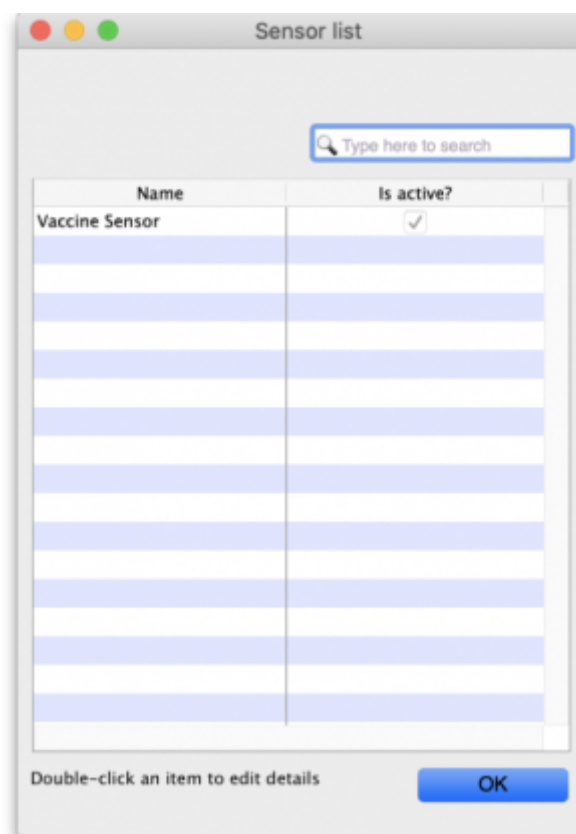 Sensor list
Type here to search
Name Is active?
Vaccine Sensor
Double-click an item to edit details
OK